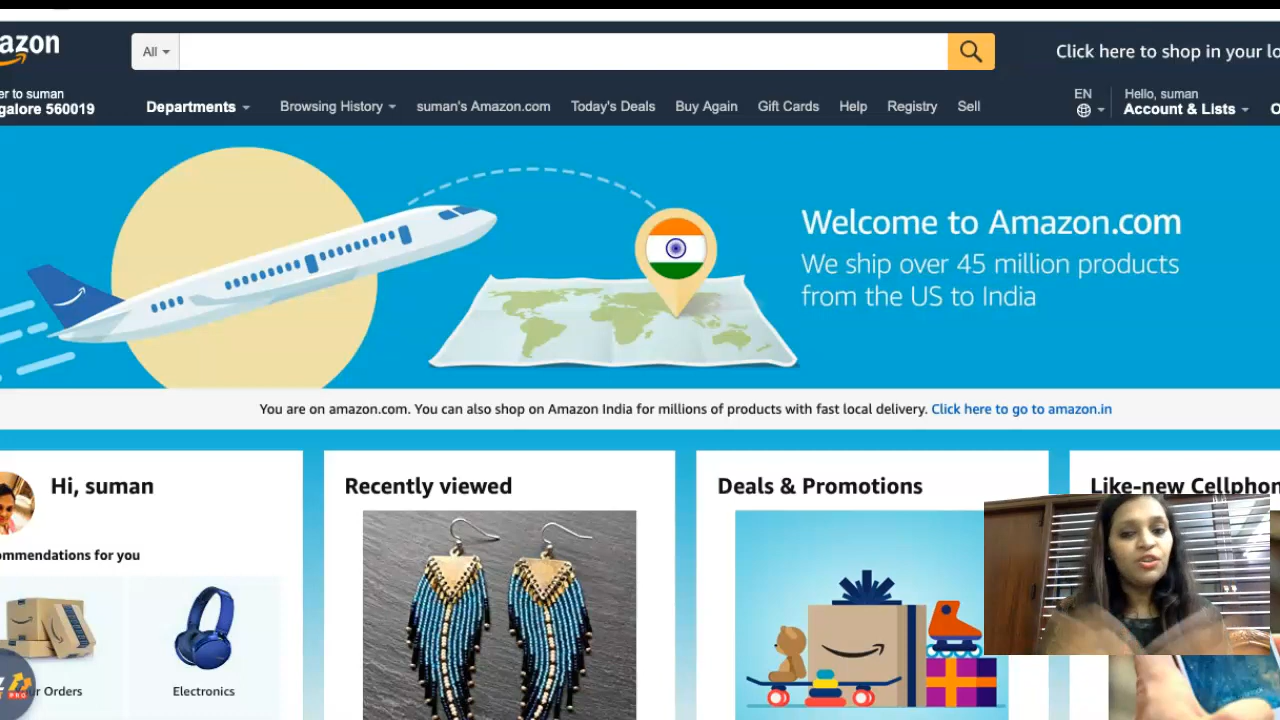 azon
All
Click here to shop in your lo
er to suman
galore 560019
Departments
Browsing History
suman's Amazon.com
Today's Deals
Buy Again
Gift Cards
Help
Registry
Sell
EN
Hello, suman
Account & Lists
O
Welcome to Amazon.com
We ship over 45 million products
from the US to India
You are on amazon.com. You can also shop on Amazon India for millions of products with fast local delivery. Click here to go to amazon.in
Hi, suman
ommendations for you
r Orders
Electronics
Recently viewed
Deals & Promotions
Like-new Cellphon
PRO